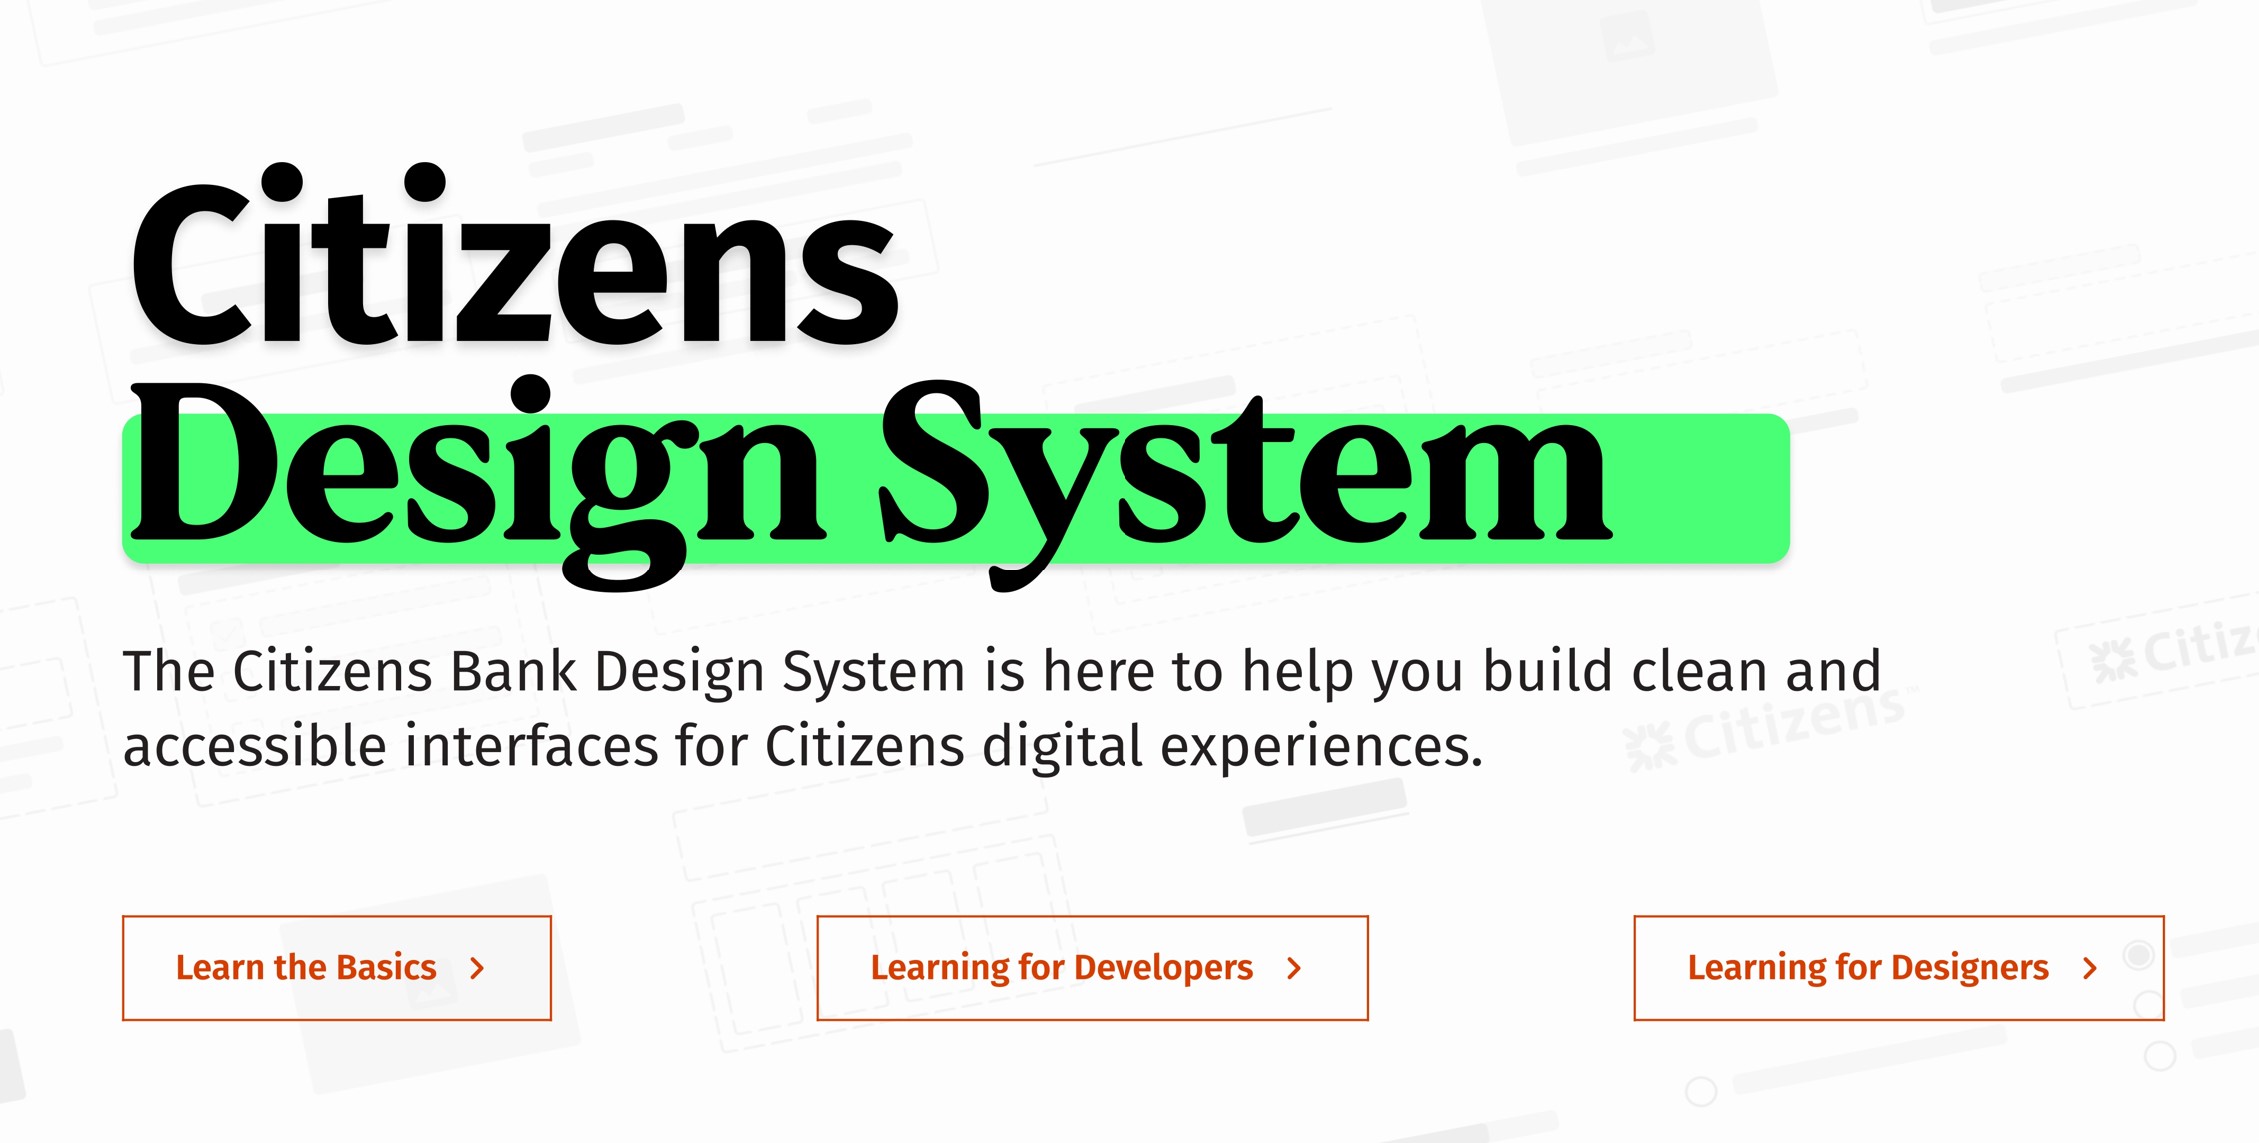 Citizens
Design System
The Citizens Bank Design System is here to help you build clean and
accessible interfaces for Citizens digital experiences.
Citizens™
Learn the Basics
Learning for Developers
Learning for Designers